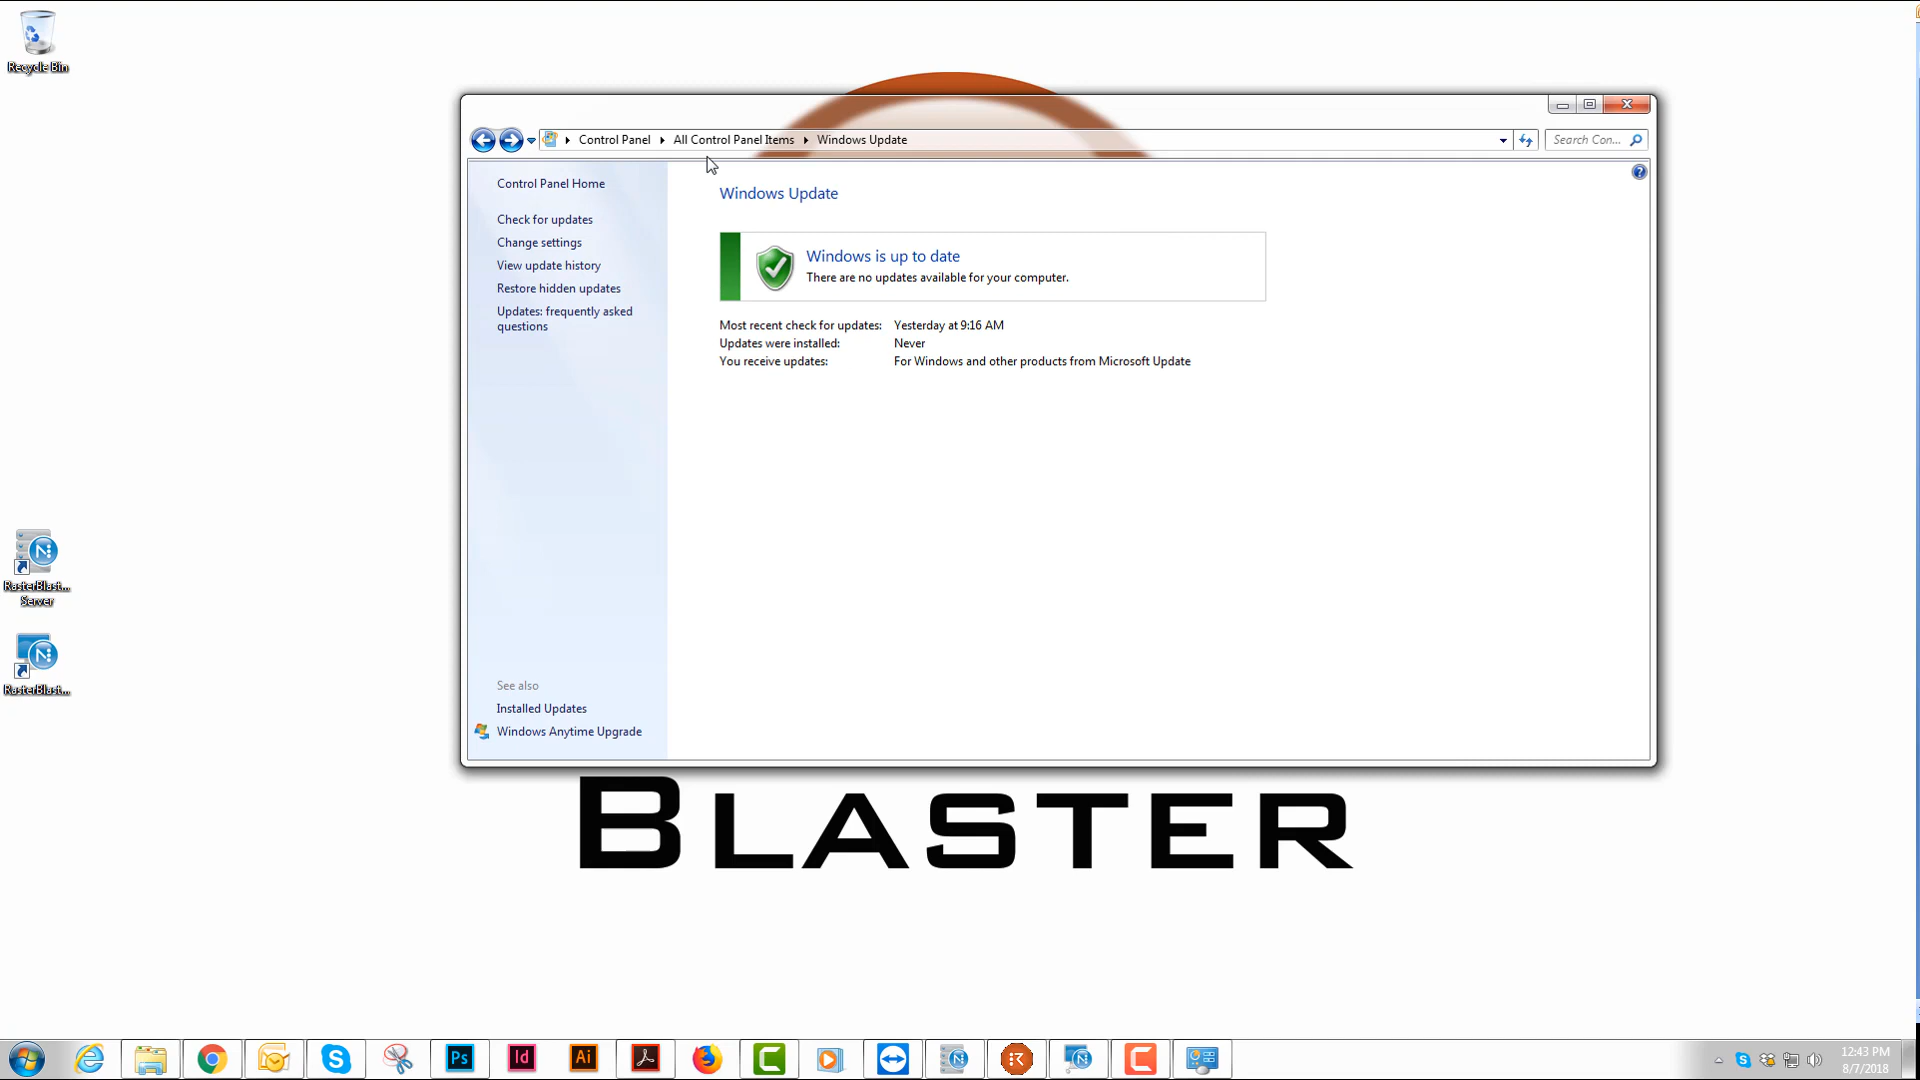 Recycle Bin
Control Panel
All Control Panel Items
Windows Update
Search Con...
Control Panel Home
Check for updates
Change settings
View update history
Restore hidden updates
Updates: frequently asked
questions
See also
Installed Updates
Windows Anytime Upgrade
Windows Update
Windows is up to date
There are no updates available for your computer.
Most recent check for updates: Yesterday at 9:16 AM
Updates were installed: Never
You receive updates: For Windows and other products from Microsoft Update
RasterBlast...
Server
RasterBlast...
BLASTER
Ps
Id
Ai
12:43 PM
8/7/2018